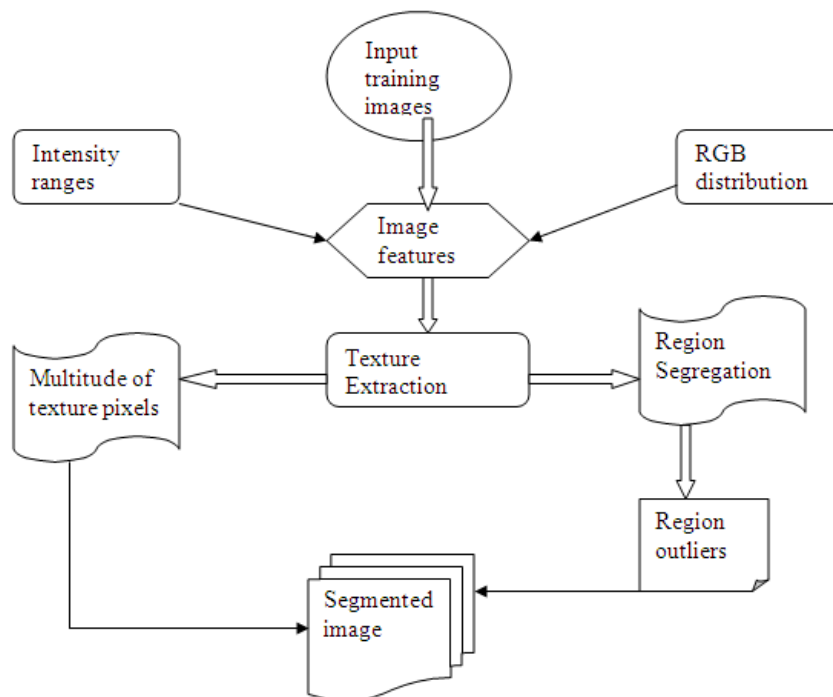 Input
training
images
Intensity
ranges
RGB
distribution
Image
features
Texture
Extraction
Region
Segregation
Multitude of
texture pixels
Region
outliers
Segmented
image